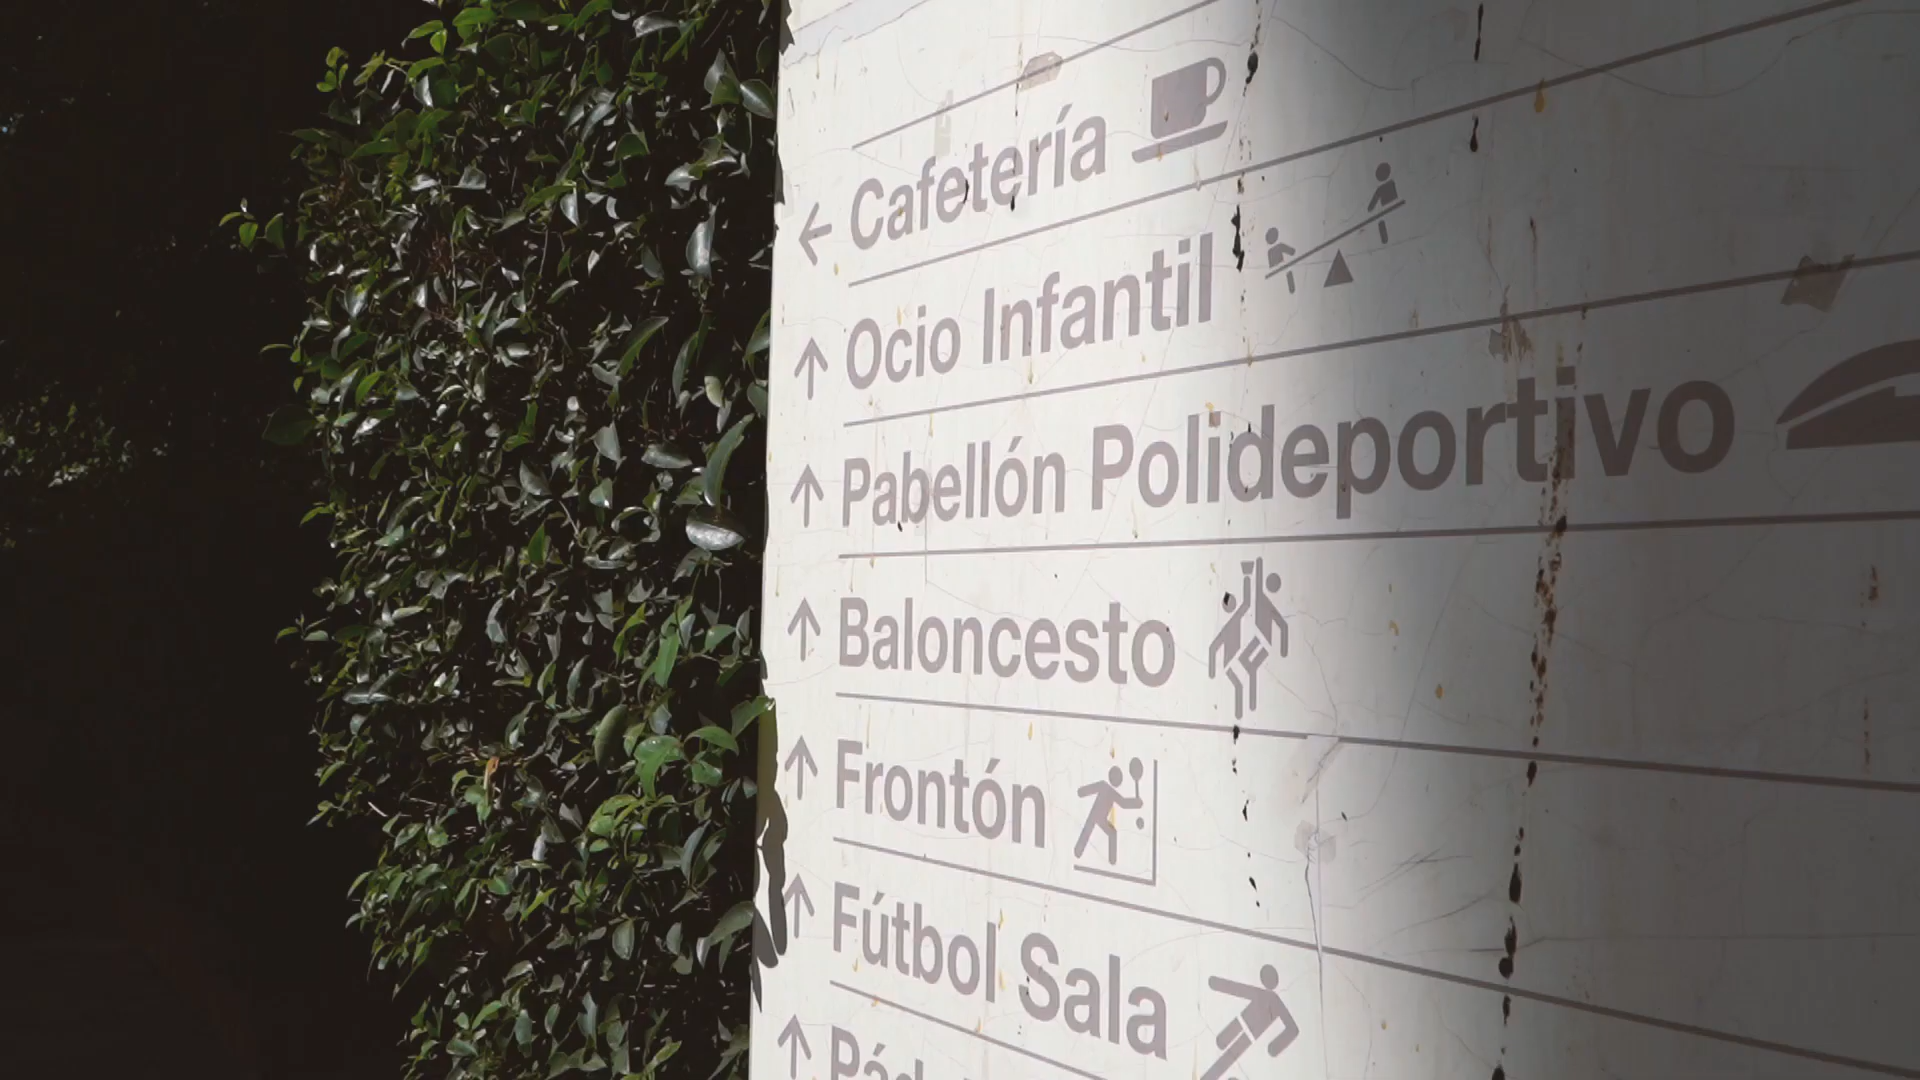 ← Cafetería
↑ Ocio Infantil
↑ Pabellón Polideportivo
↑ Baloncesto
↑ Frontón
↑ Fútbol Sala
↑